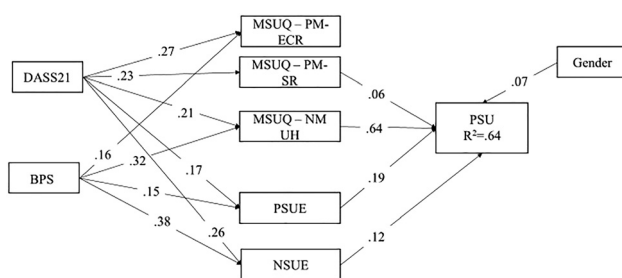 MSUQ – PM-
ECR
MSUQ – PM-
SR
MSUQ – NM
UH
PSUE
NSUE
DASS21
BPS
Gender
PSU
R²=.64
.27
.23
.21
.16
.32
.17
.15
.38
.26
.06
.64
.19
.12
.07